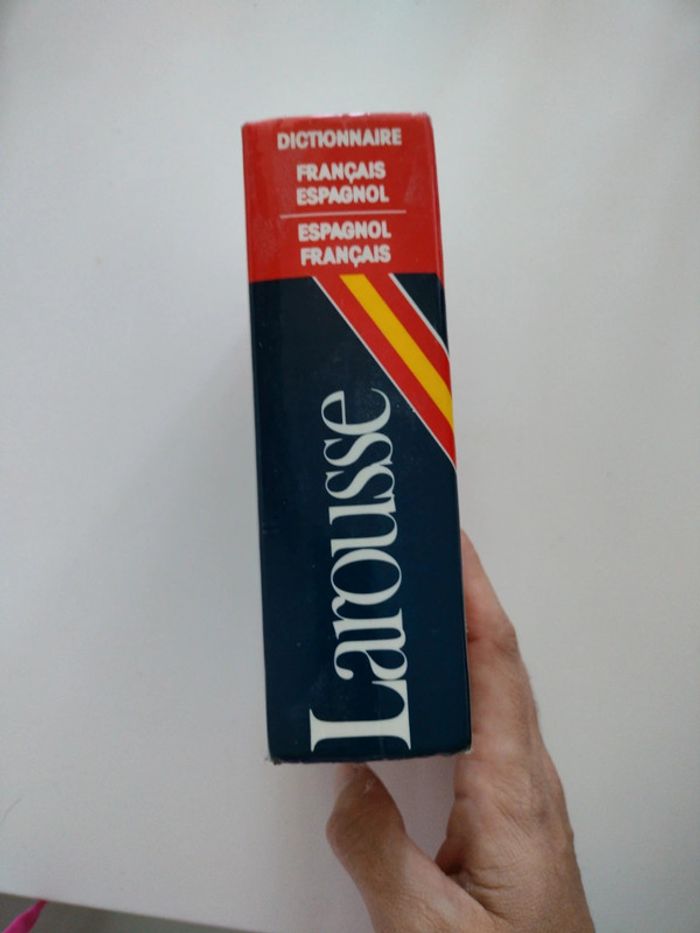 DICTIONNAIRE
FRANÇAIS
ESPAGNOL
ESPAGNOL
FRANÇAIS
Larousse